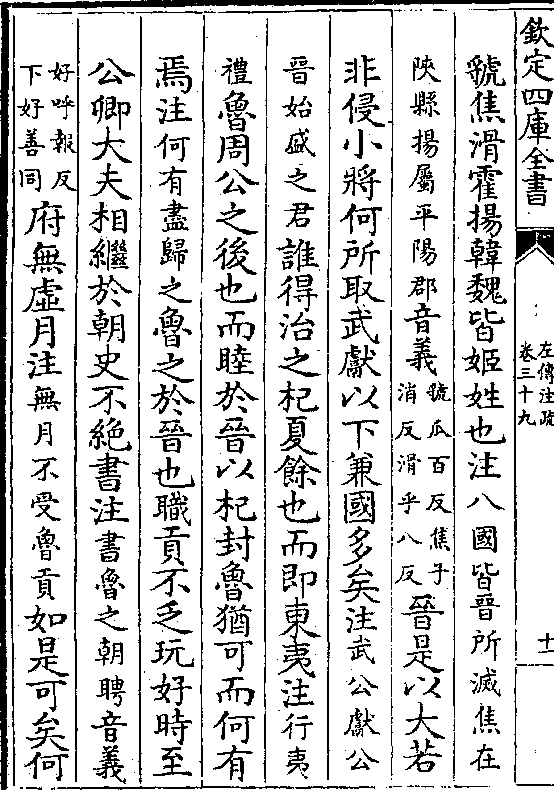 欽定四庫全書
左傳注疏
卷三十九
十一
虢焦滑霍揚韓魏皆姬姓也注八國皆晉所滅焦在
陜縣揚屬平陽郡音義虢瓜百反焦子消反滑乎八反晉是以大若
非侵小將何所取武獻以下兼國多矣注武公獻公
晉始盛之君誰得治之杞夏餘也而即東夷注行夷
禮魯周公之後也而睦於晉以杞封魯猶可而何有
焉注何有盡歸之魯之於晉也職貢不乏玩好時至
公卿大夫相繼於朝史不絕書注書魯之朝聘音義
好呼報反下好善同府無虛月注無月不受魯貢如是可矣何